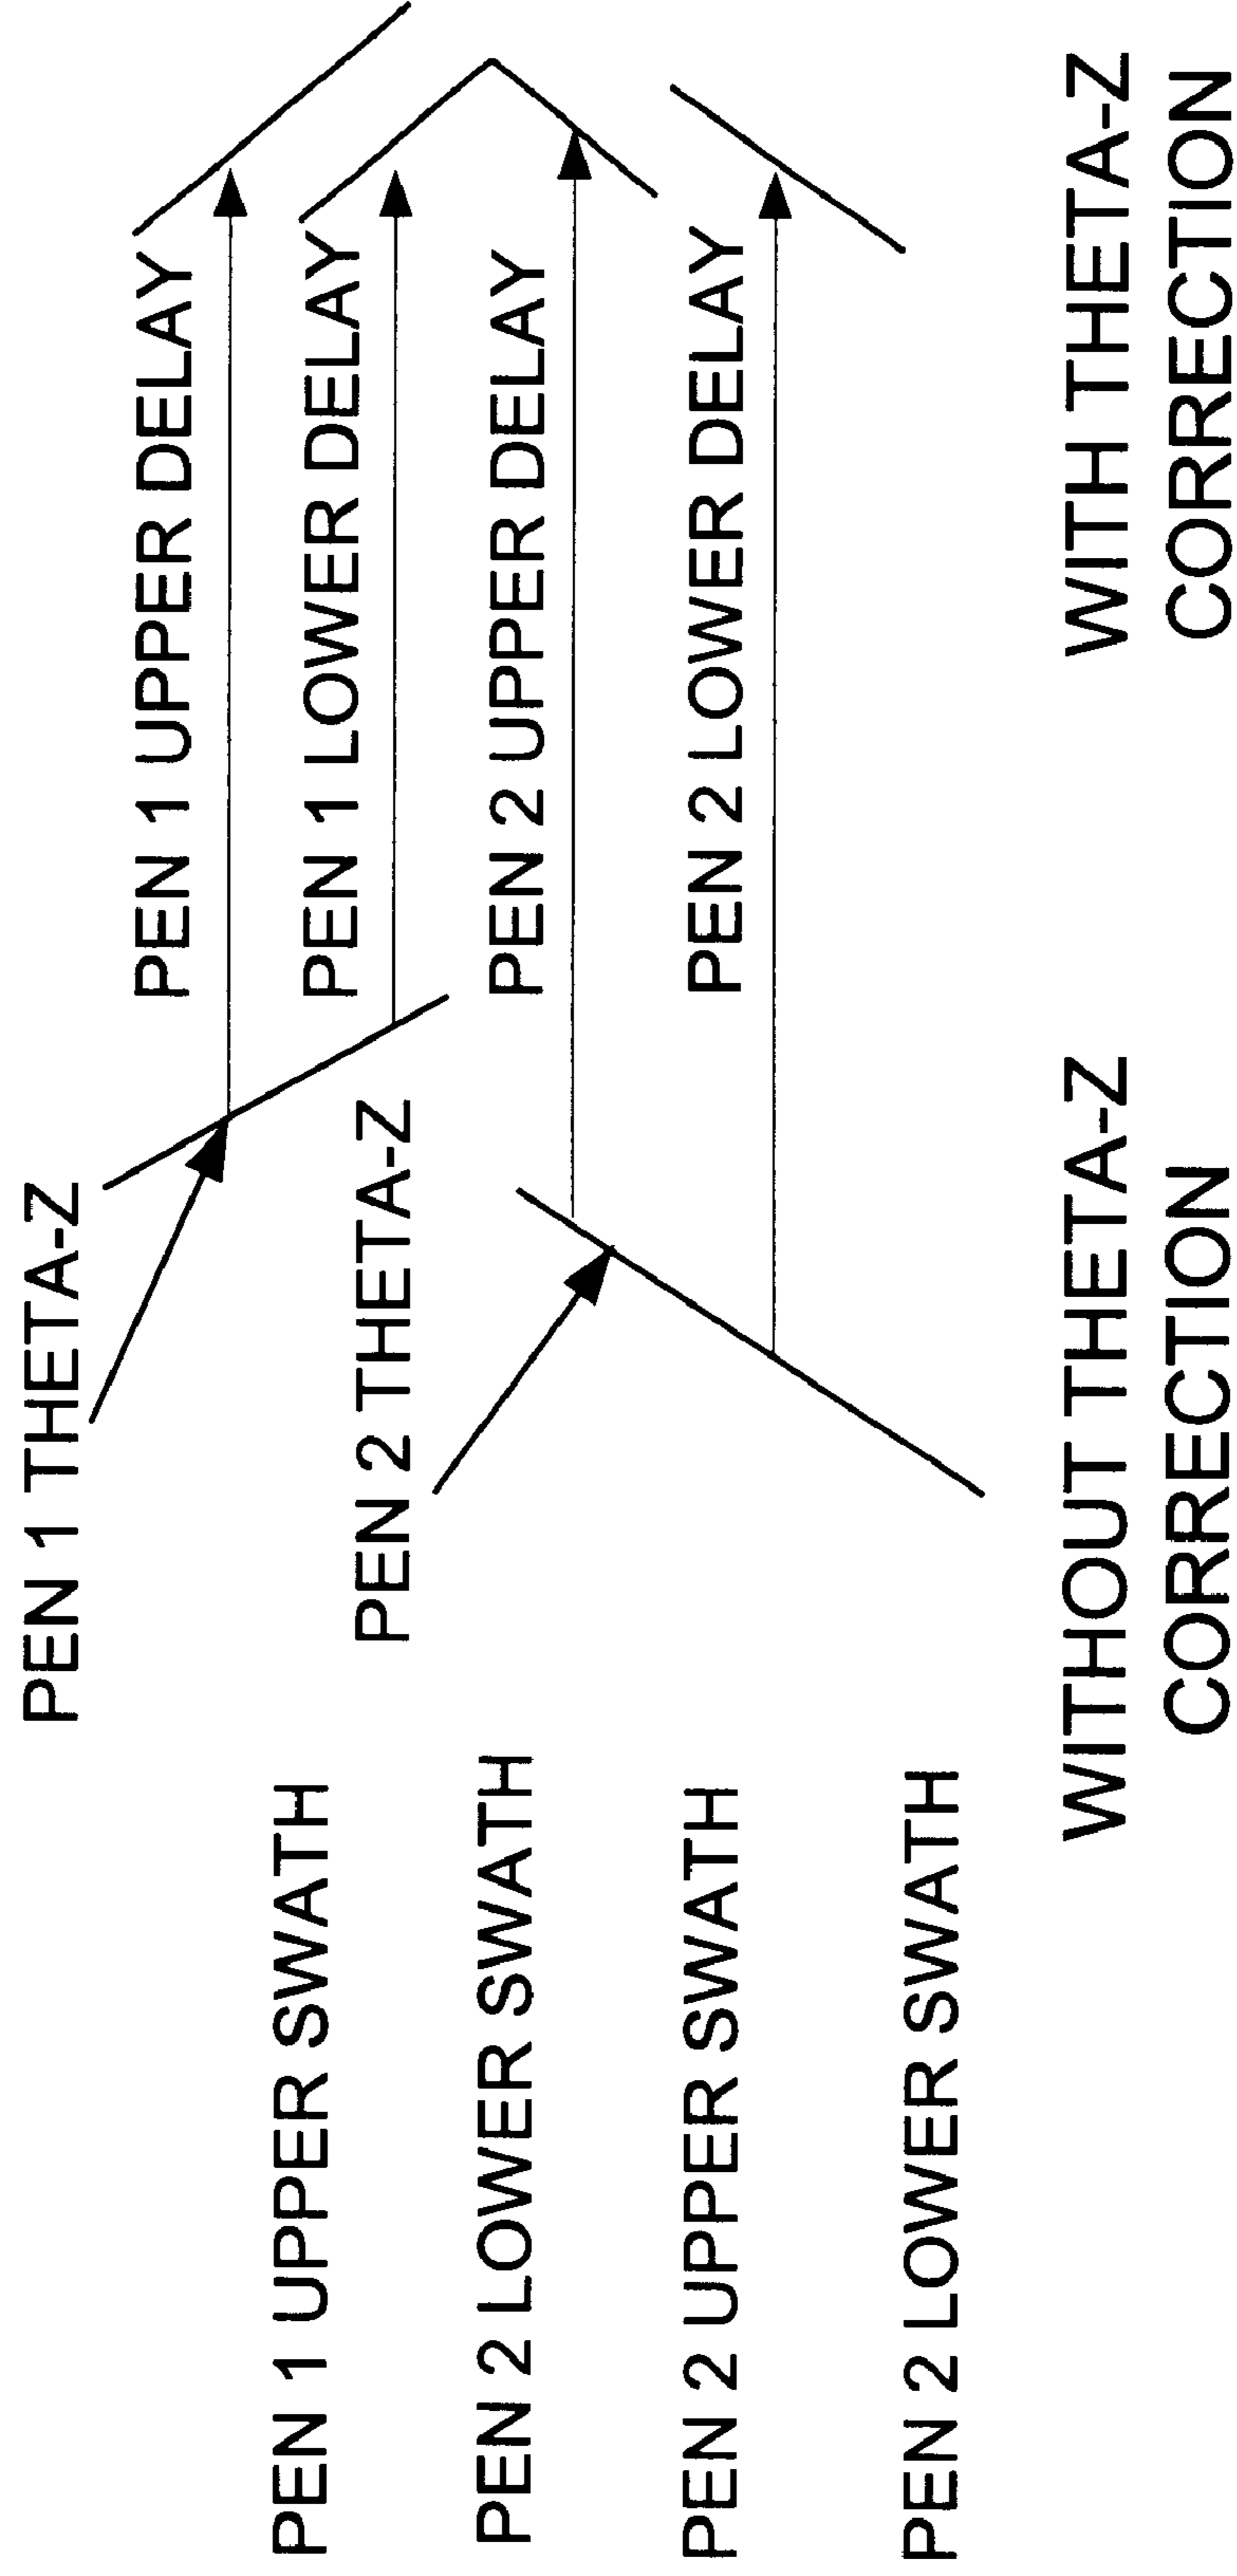 PEN 1 THETA-Z
PEN 1 UPPER DELAY
PEN 1 UPPER SWATH
PEN 1 LOWER DELAY
PEN 2 THETA-Z
PEN 2 LOWER SWATH
PEN 2 UPPER DELAY
PEN 2 UPPER SWATH
PEN 2 LOWER DELAY
PEN 2 LOWER SWATH
WITHOUT THETA-Z
CORRECTION
WITH THETA-Z
CORRECTION